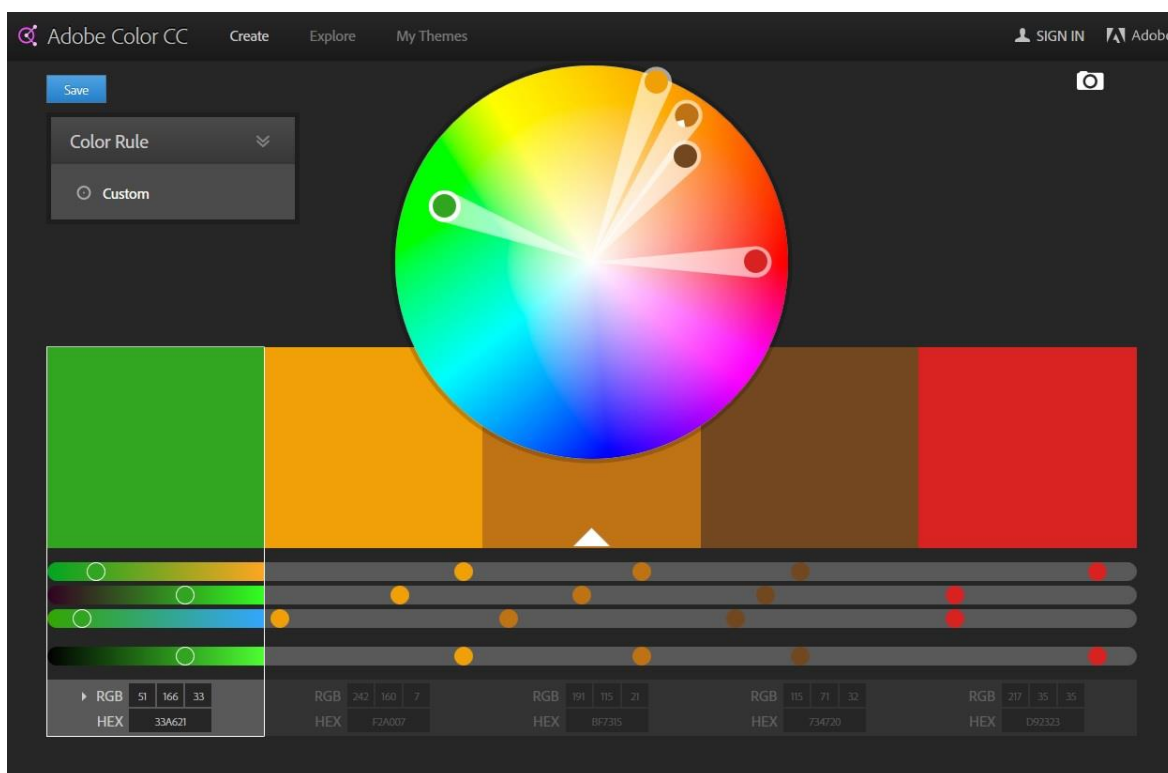 Adobe Color CC Create Explore My Themes SIGN IN Adobe
Save
Color Rule
Custom
RGB 51 166 33 RGB 242 160 7 RGB 191 115 21 RGB 115 71 32 RGB 217 35 35
HEX 33A621 HEX F2A007 HEX BF7315 HEX 734720 HEX D92323